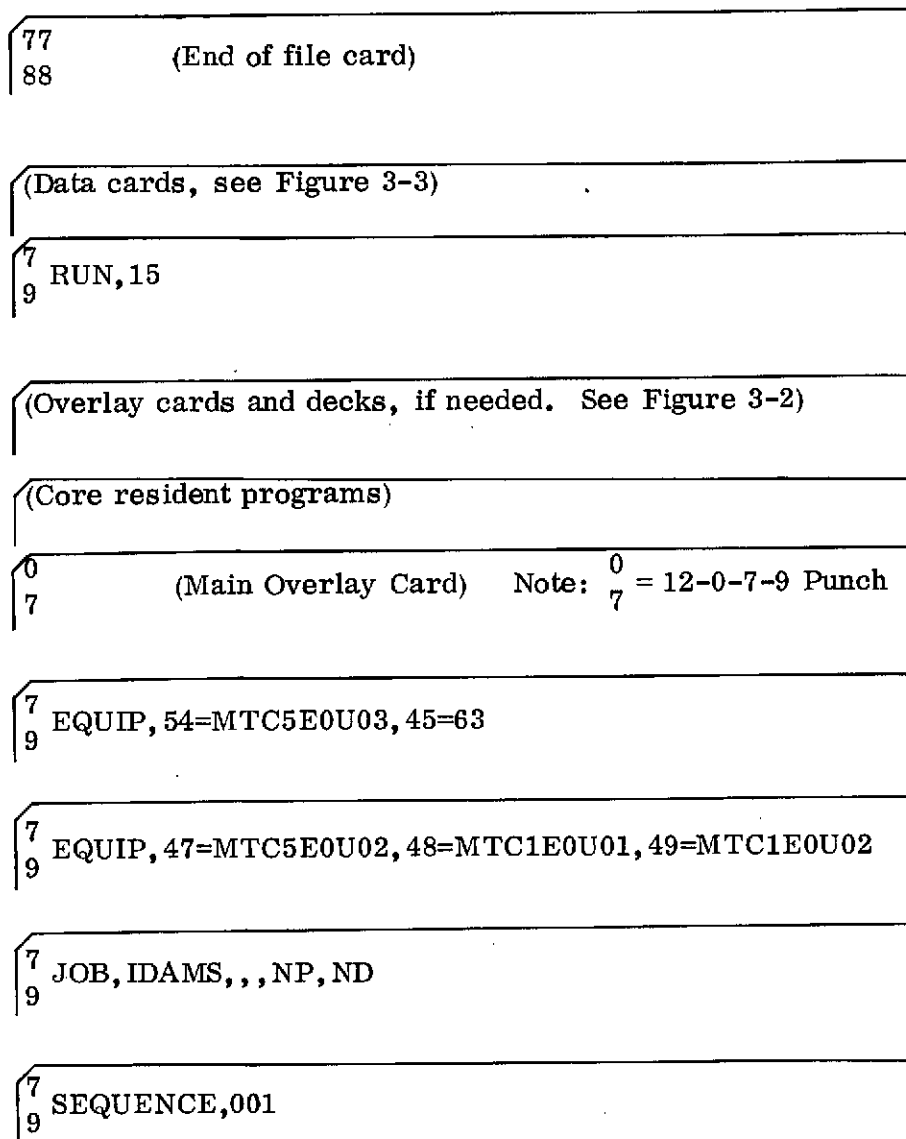 77
88
(End of file card)
(Data cards, see Figure 3-3)
7
9 RUN,15
(Overlay cards and decks, if needed. See Figure 3-2)
(Core resident programs)
0
7
(Main Overlay Card) Note: 0
7 = 12-0-7-9 Punch
7
9 EQUIP,54=MTC5E0U03,45=63
7
9 EQUIP,47=MTC5E0U02,48=MTC1E0U01,49=MTC1E0U02
7
9 JOB,IDAMS,,,NP,ND
7
9 SEQUENCE,001